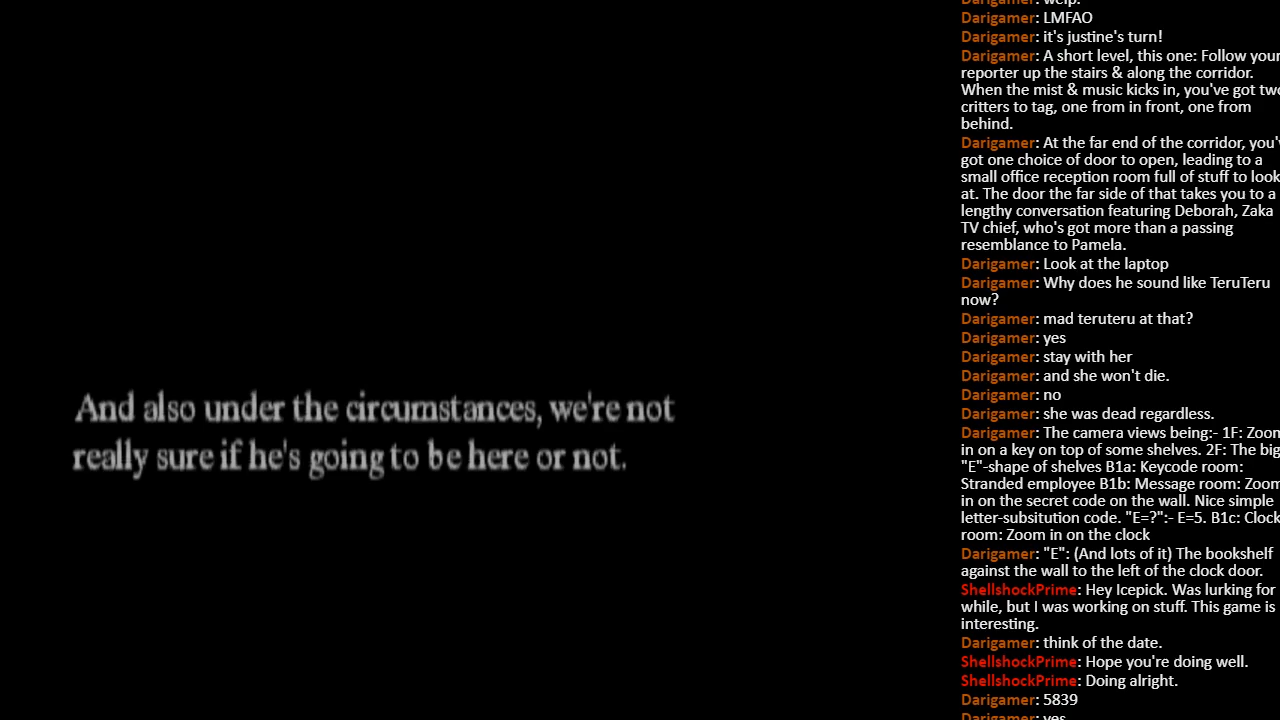 And also under the circumstances, we're not
really sure if he's going to be here or not.
Darigamer: welp.
Darigamer: LMFAO
Darigamer: it's justine's turn!
Darigamer: A short level, this one: Follow your
reporter up the stairs & along the corridor.
When the mist & music kicks in, you've got two
critters to tag, one from in front, one from
behind.
Darigamer: At the far end of the corridor, you'
got one choice of door to open, leading to a
small office reception room full of stuff to look
at. The door the far side of that takes you to a
lengthy conversation featuring Deborah, Zaka
TV chief, who's got more than a passing
resemblance to Pamela.
Darigamer: Look at the laptop
Darigamer: Why does he sound like TeruTeru
now?
Darigamer: mad teruteru at that?
Darigamer: yes
Darigamer: stay with her
Darigamer: and she won't die.
Darigamer: no
Darigamer: she was dead regardless.
Darigamer: The camera views being:- 1F: Zoom
in on a key on top of some shelves. 2F: The big
"E"-shape of shelves B1a: Keycode room:
Stranded employee B1b: Message room: Zoom
in on the secret code on the wall. Nice simple
letter-subsitution code. "E=?":- E=5. B1c: Clock
room: Zoom in on the clock
Darigamer: "E": (And lots of it) The bookshelf
against the wall to the left of the clock door.
ShellshockPrime: Hey Icepick. Was lurking for
while, but I was working on stuff. This game is
interesting.
Darigamer: think of the date.
ShellshockPrime: Hope you're doing well.
ShellshockPrime: Doing alright.
Darigamer: 5839
Darigamer: yes